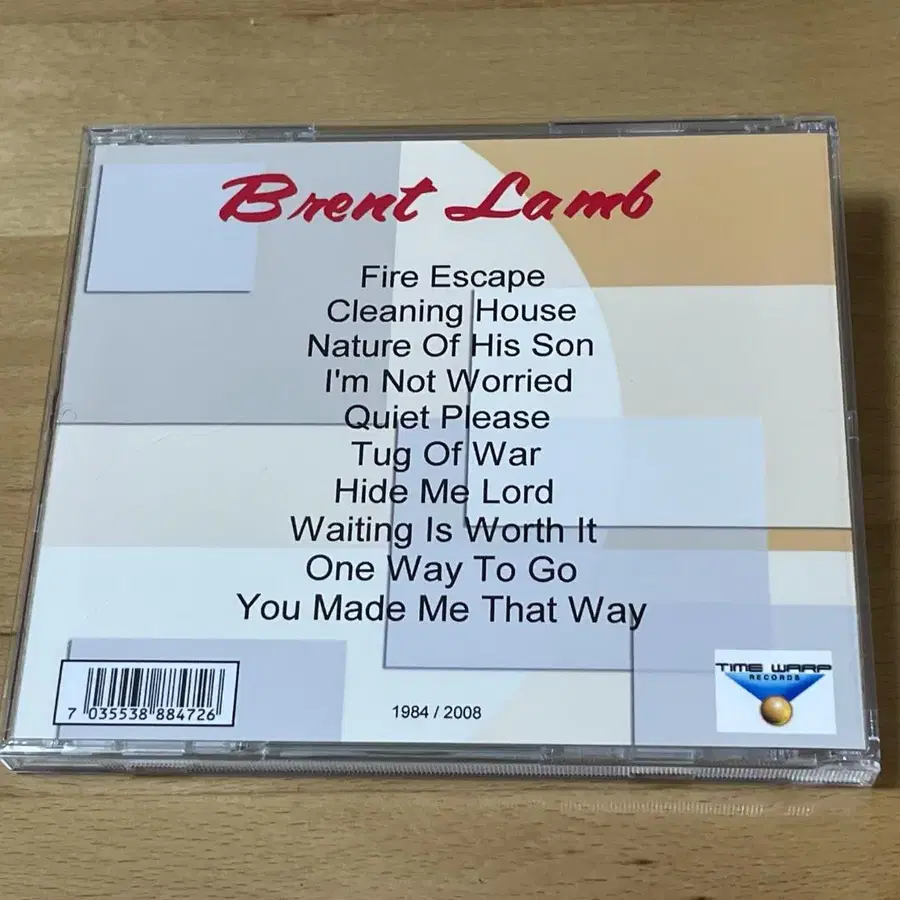 Brent Lamb
Fire Escape
Cleaning House
Nature Of His Son
I'm Not Worried
Quiet Please
Tug Of War
Hide Me Lord
Waiting Is Worth It
One Way To Go
You Made Me That Way
7 035538 884726
1984 / 2008
TIME WARP
RECORDS